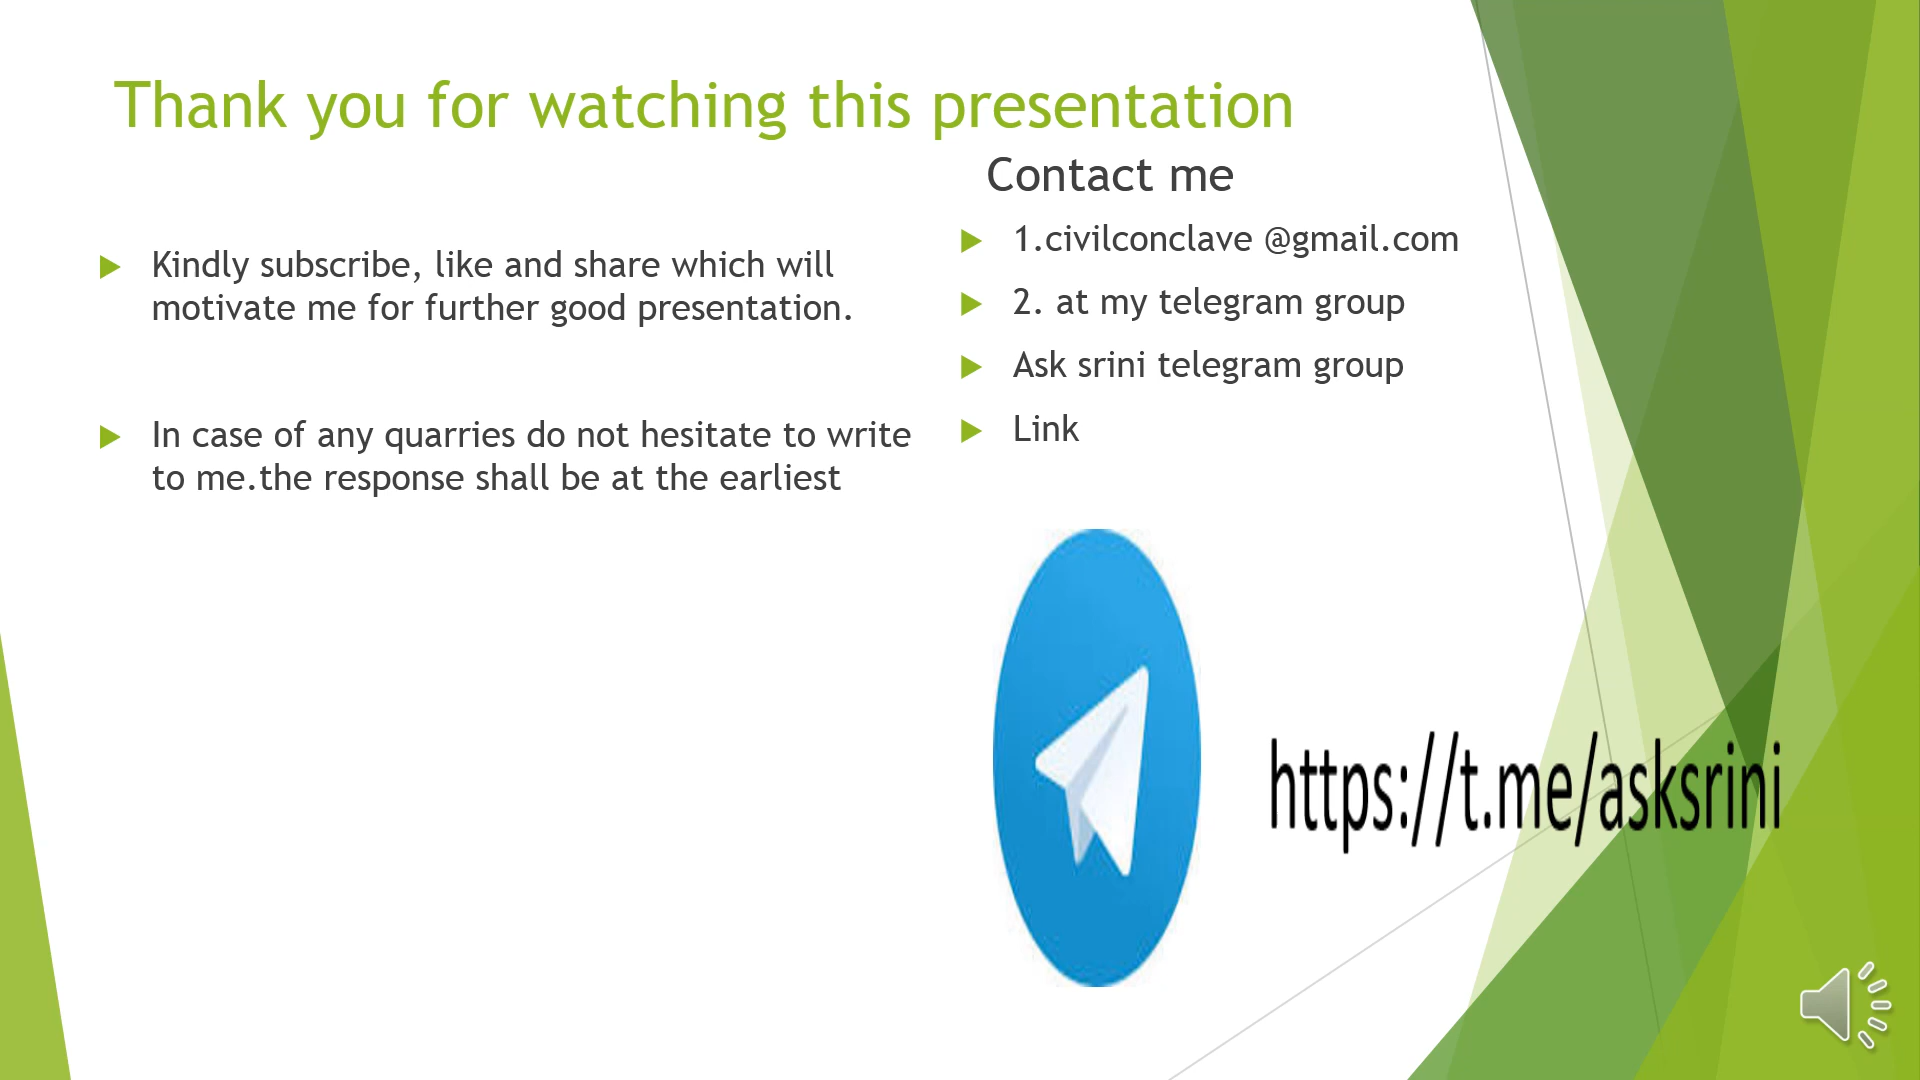 Thank you for watching this presentation
Kindly subscribe, like and share which will
motivate me for further good presentation.
In case of any quarries do not hesitate to write
to me.the response shall be at the earliest
Contact me
1.civilconclave @gmail.com
2. at my telegram group
Ask srini telegram group
Link
https://t.me/asksrini